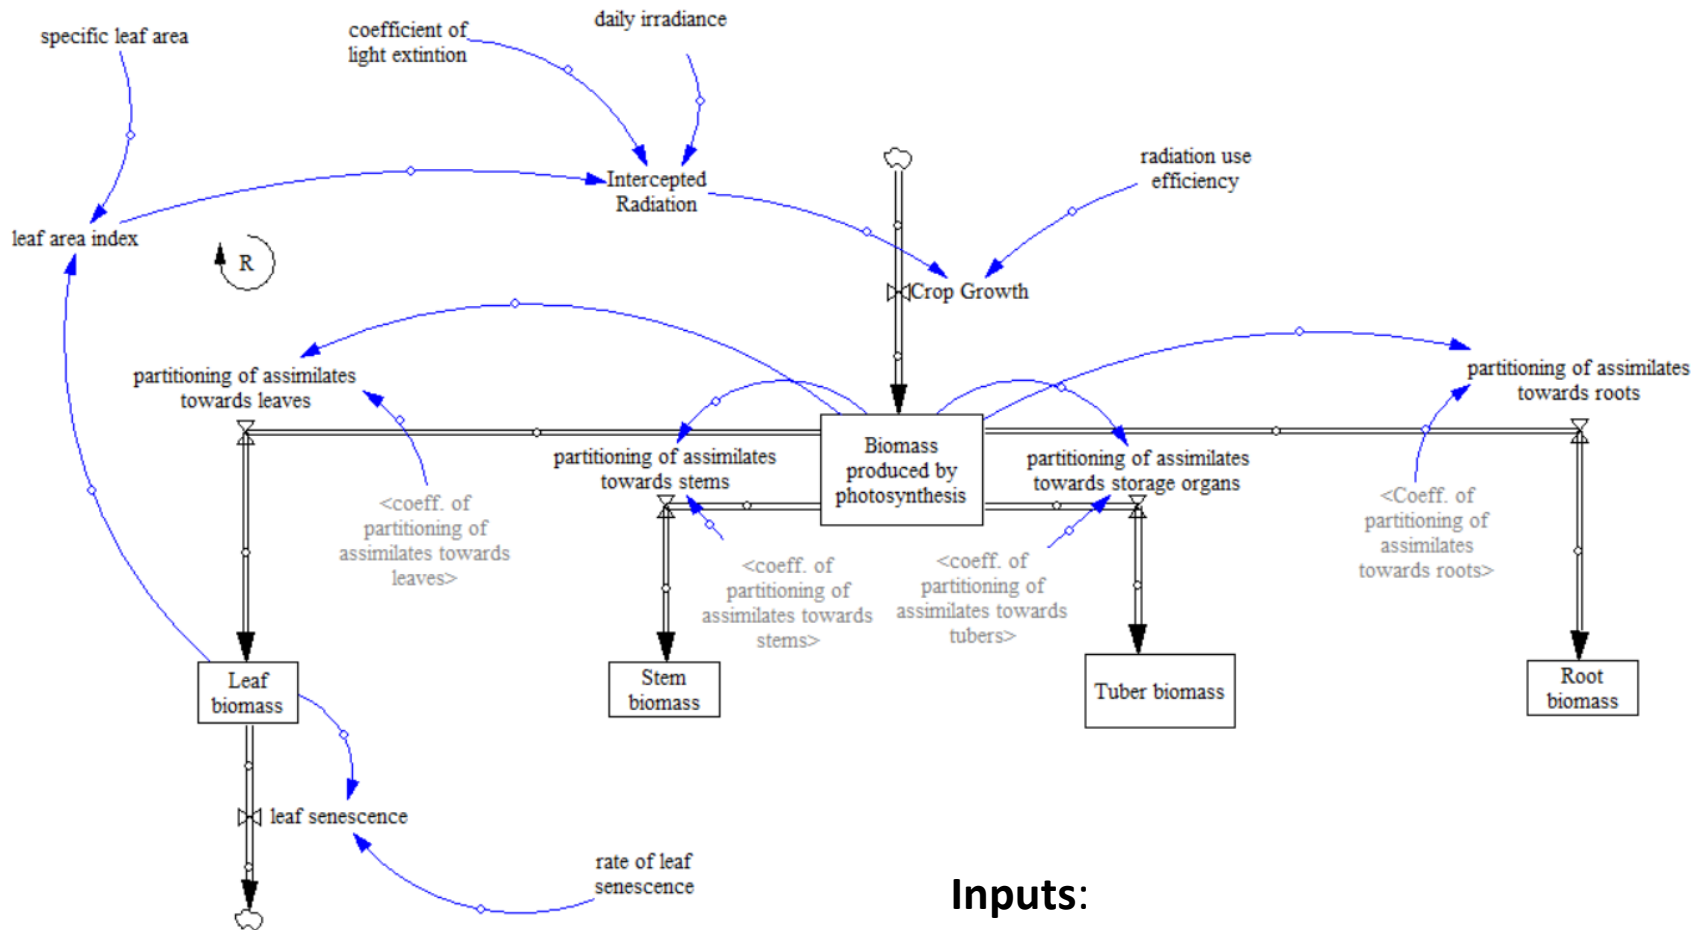 specific leaf area
coefficient of
light extintion
daily irradiance
Intercepted
Radiation
radiation use
efficiency
leaf area index
R
Crop Growth
partitioning of assimilates
towards leaves
partitioning of assimilates
towards roots
Biomass
produced by
photosynthesis
partitioning of assimilates
towards stems
partitioning of assimilates
towards storage organs
<coeff. of
partitioning of
assimilates towards
leaves>
<coeff. of
partitioning of
assimilates towards
stems>
<coeff. of
partitioning of
assimilates towards
tubers>
<Coeff. of
partitioning of
assimilates
towards roots>
Leaf
biomass
Stem
biomass
Tuber biomass
Root
biomass
leaf senescence
rate of leaf
senescence
Inputs: